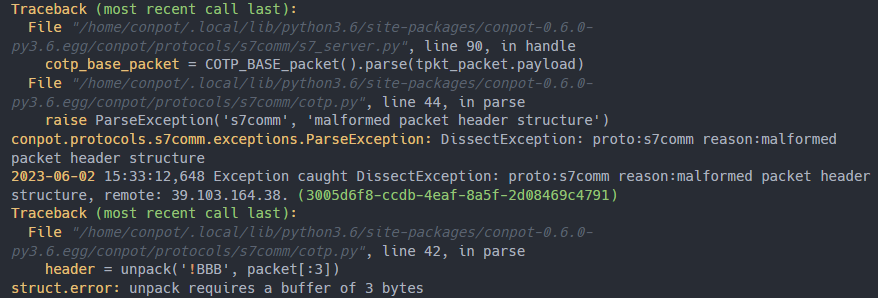 Traceback (most recent call last):
File "/home/conpot/.local/lib/python3.6/site-packages/conpot-0.6.0-
py3.6.egg/conpot/protocols/s7comm/s7_server.py", line 90, in handle
cotp_base_packet = COTP_BASE_packet().parse(tpkt_packet.payload)
File "/home/conpot/.local/lib/python3.6/site-packages/conpot-0.6.0-
py3.6.egg/conpot/protocols/s7comm/cotp.py", line 44, in parse
raise ParseException('s7comm', 'malformed packet header structure')
conpot.protocols.s7comm.exceptions.ParseException: DissectException: proto:s7comm reason:malformed
packet header structure
2023-06-02 15:33:12,648 Exception caught DissectException: proto:s7comm reason:malformed packet header
structure, remote: 39.103.164.38. (3005d6f8-ccdb-4eaf-8a5f-2d08469c4791)
Traceback (most recent call last):
File "/home/conpot/.local/lib/python3.6/site-packages/conpot-0.6.0-
py3.6.egg/conpot/protocols/s7comm/cotp.py", line 42, in parse
header = unpack('!BBB', packet[:3])
struct.error: unpack requires a buffer of 3 bytes